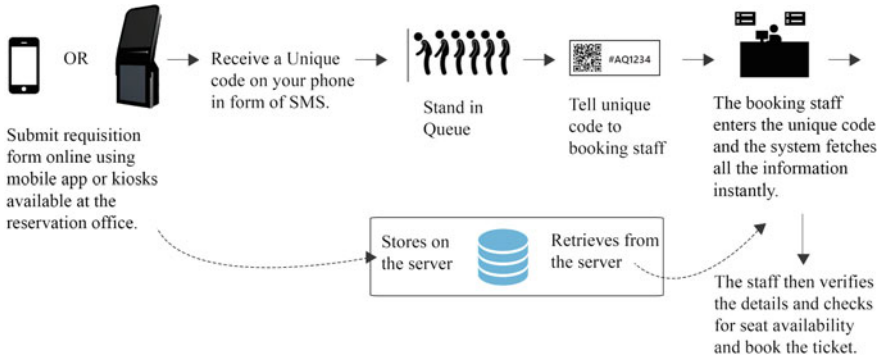 OR
Submit requisition
form online using
mobile app or kiosks
available at the
reservation office.
Receive a Unique
code on your phone
in form of SMS.
Stand in
Queue
#AQ1234
Tell unique
code to
booking staff
The booking staff
enters the unique code
and the system fetches
all the information
instantly.
Stores on
the server
Retrieves from
the server
The staff then verifies
the details and checks
for seat availability
and book the ticket.